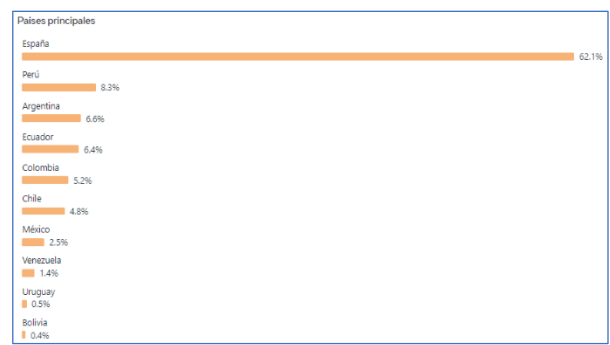 Países principales
España
62.1%
Perú
8.3%
Argentina
6.6%
Ecuador
6.4%
Colombia
5.2%
Chile
4.8%
México
2.5%
Venezuela
1.4%
Uruguay
0.5%
Bolivia
0.4%